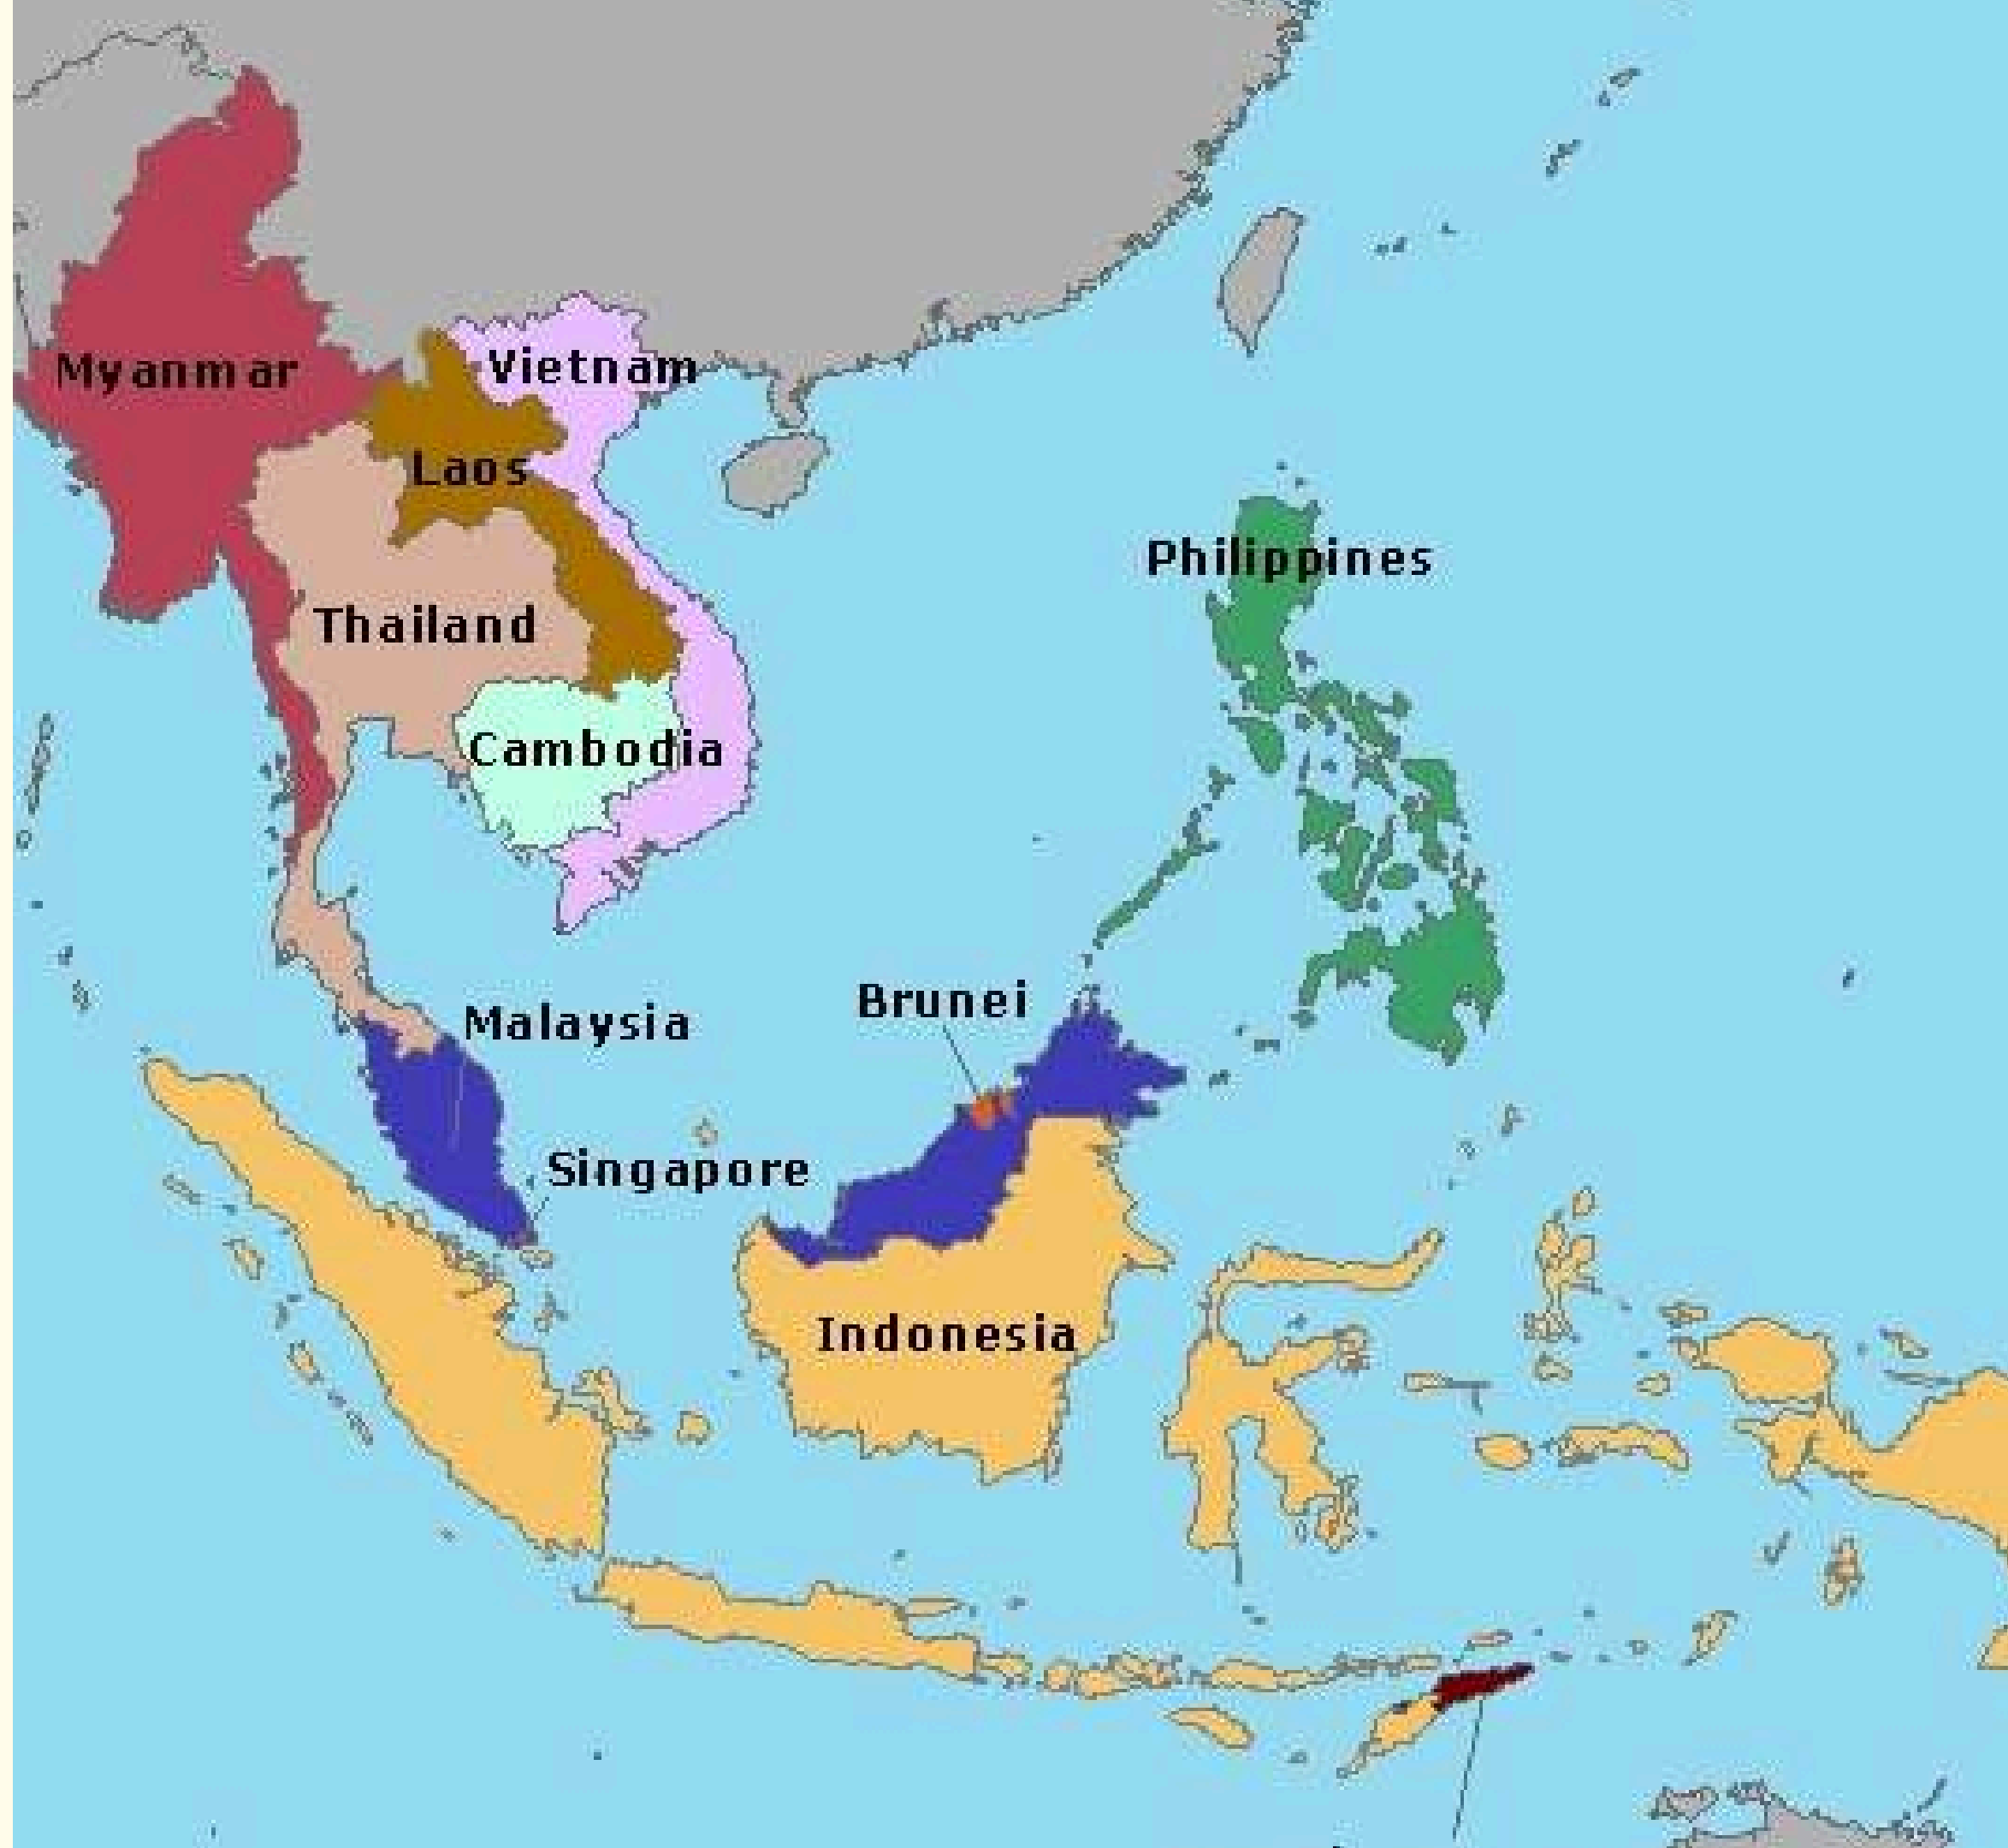 Myanmar
Vietnam
Laos
Philippines
Thailand
Cambodia
Malaysia
Brunei
Singapore
Indonesia